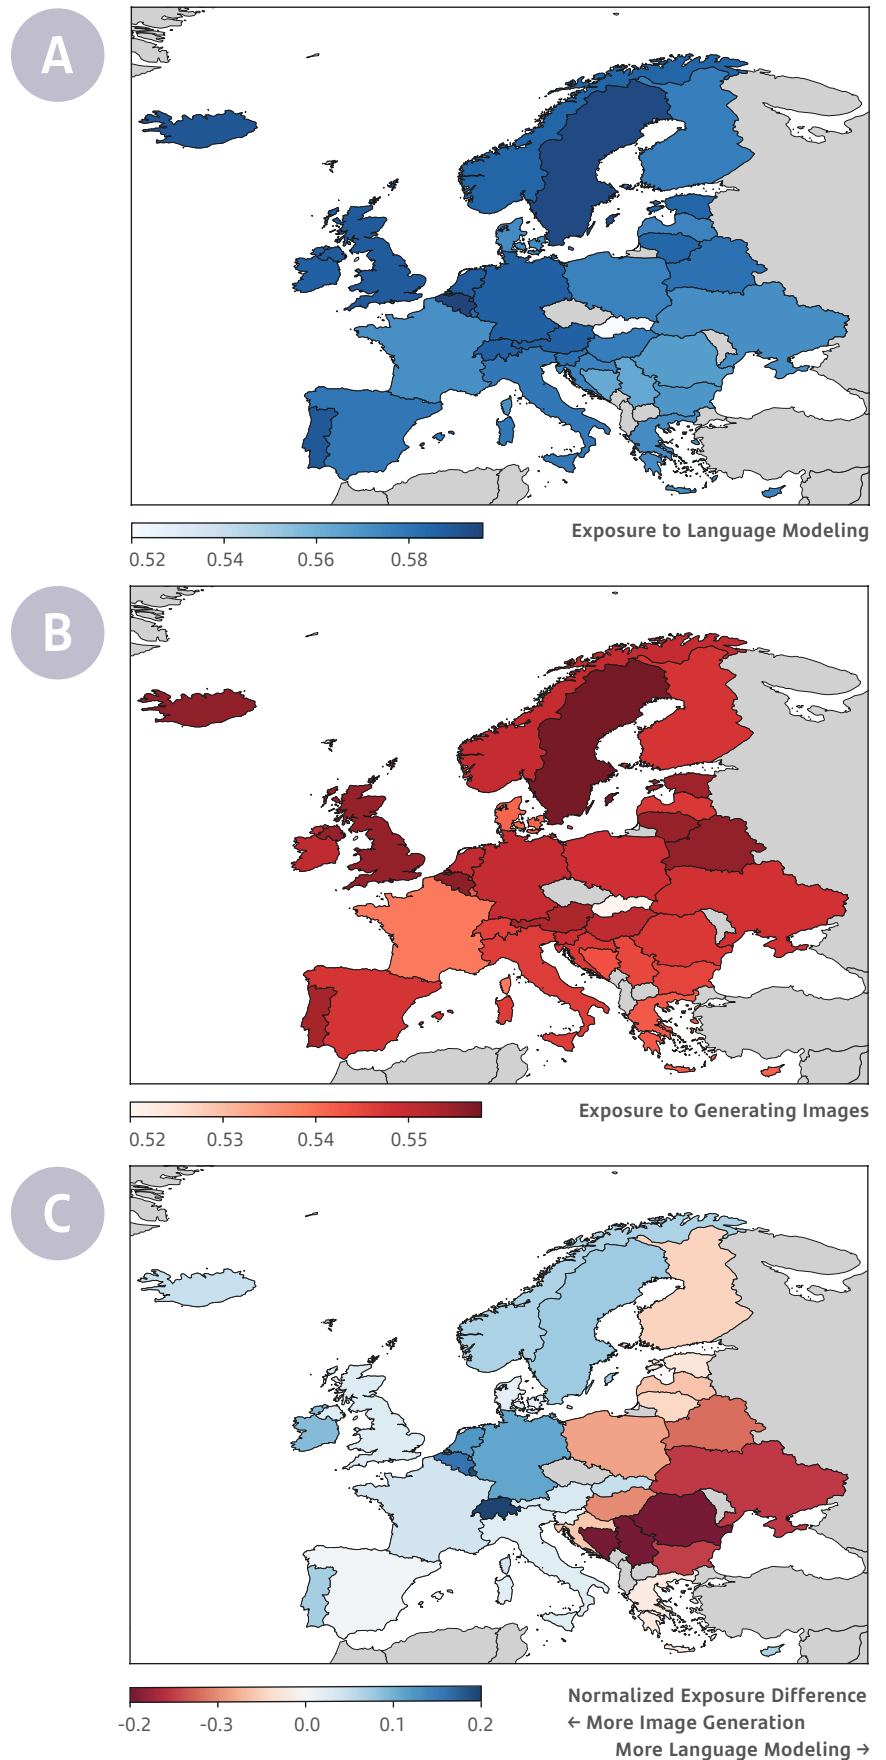 A
0.52 0.54 0.56 0.58
Exposure to Language Modeling
B
0.52 0.53 0.54 0.55
Exposure to Generating Images
C
-0.2 -0.3 0.0 0.1 0.2
Normalized Exposure Difference
← More Image Generation
More Language Modeling →